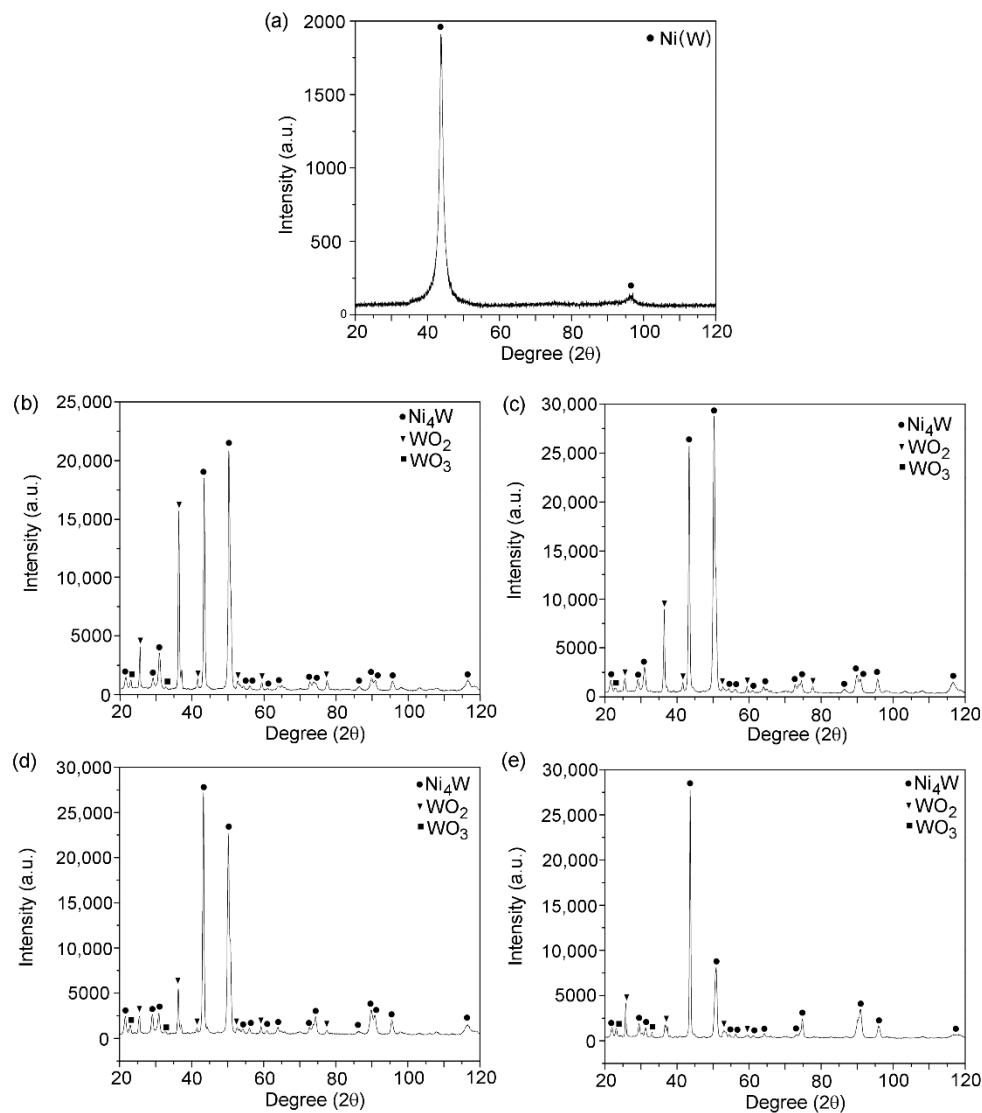 (a)
2000
1500
1000
500
0
Intensity (a.u.)
● Ni(W)
20 40 60 80 100 120
Degree (2θ)
(b)
25,000
20,000
15,000
10,000
5000
0
Intensity (a.u.)
● Ni₄W
▼ WO₂
■ WO₃
20 40 60 80 100 120
Degree (2θ)
(c)
30,000
25,000
20,000
15,000
10,000
5000
0
Intensity (a.u.)
● Ni₄W
▼ WO₂
■ WO₃
20 40 60 80 100 120
Degree (2θ)
(d)
30,000
25,000
20,000
15,000
10,000
5000
0
Intensity (a.u.)
● Ni₄W
▼ WO₂
■ WO₃
20 40 60 80 100 120
Degree (2θ)
(e)
30,000
25,000
20,000
15,000
10,000
5000
0
Intensity (a.u.)
● Ni₄W
▼ WO₂
■ WO₃
20 40 60 80 100 120
Degree (2θ)